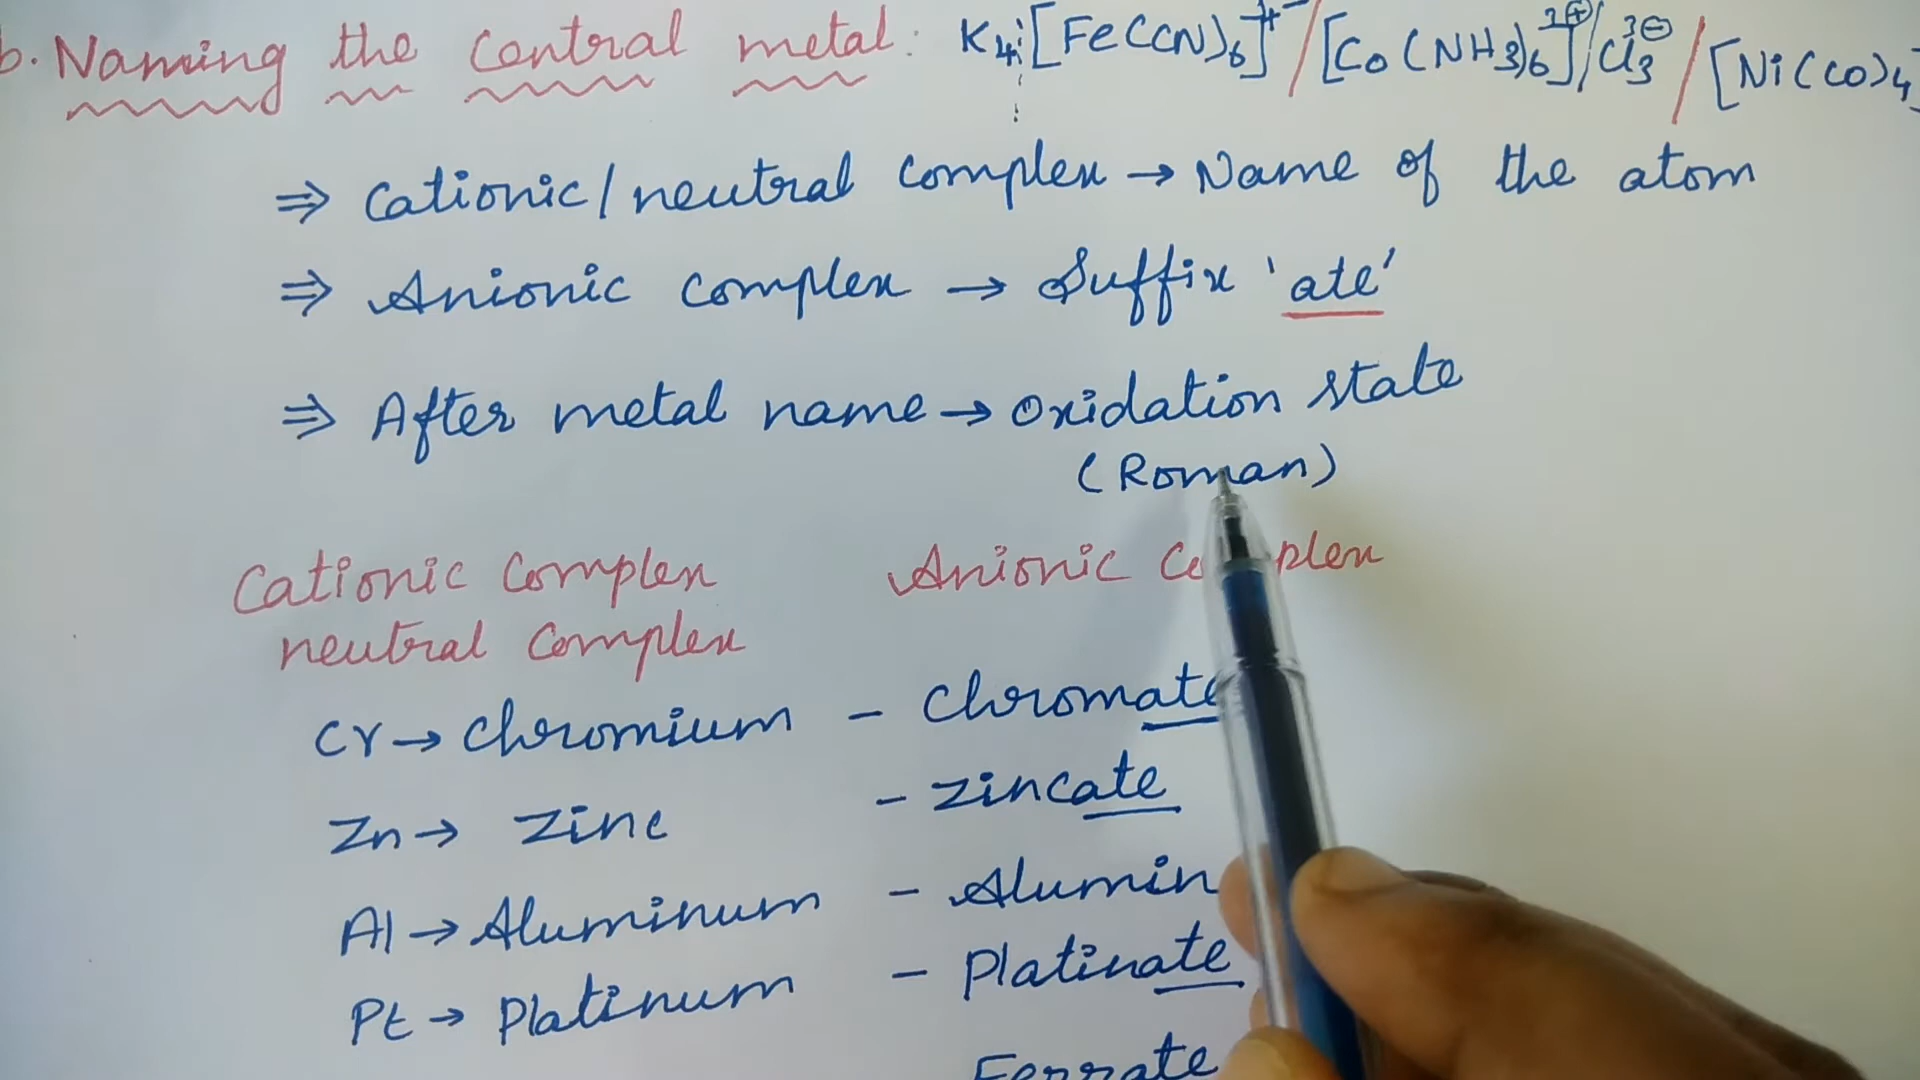 b. Naming the central metal: K4[Fe(CN)6]4- / [Co(NH3)6]3+ / Cl3 3- / [Ni(CO)4]
⇒ Cationic/neutral complex → Name of the atom
⇒ Anionic complex → Suffix 'ate'
⇒ After metal name → Oxidation state
(Roman)
Cationic complex Anionic Complex
neutral complex
Cr → Chromium - Chromate
Zn → Zinc - Zincate
Al → Aluminum - Alumin
Pt → Platinum - Platinate
Ferrate